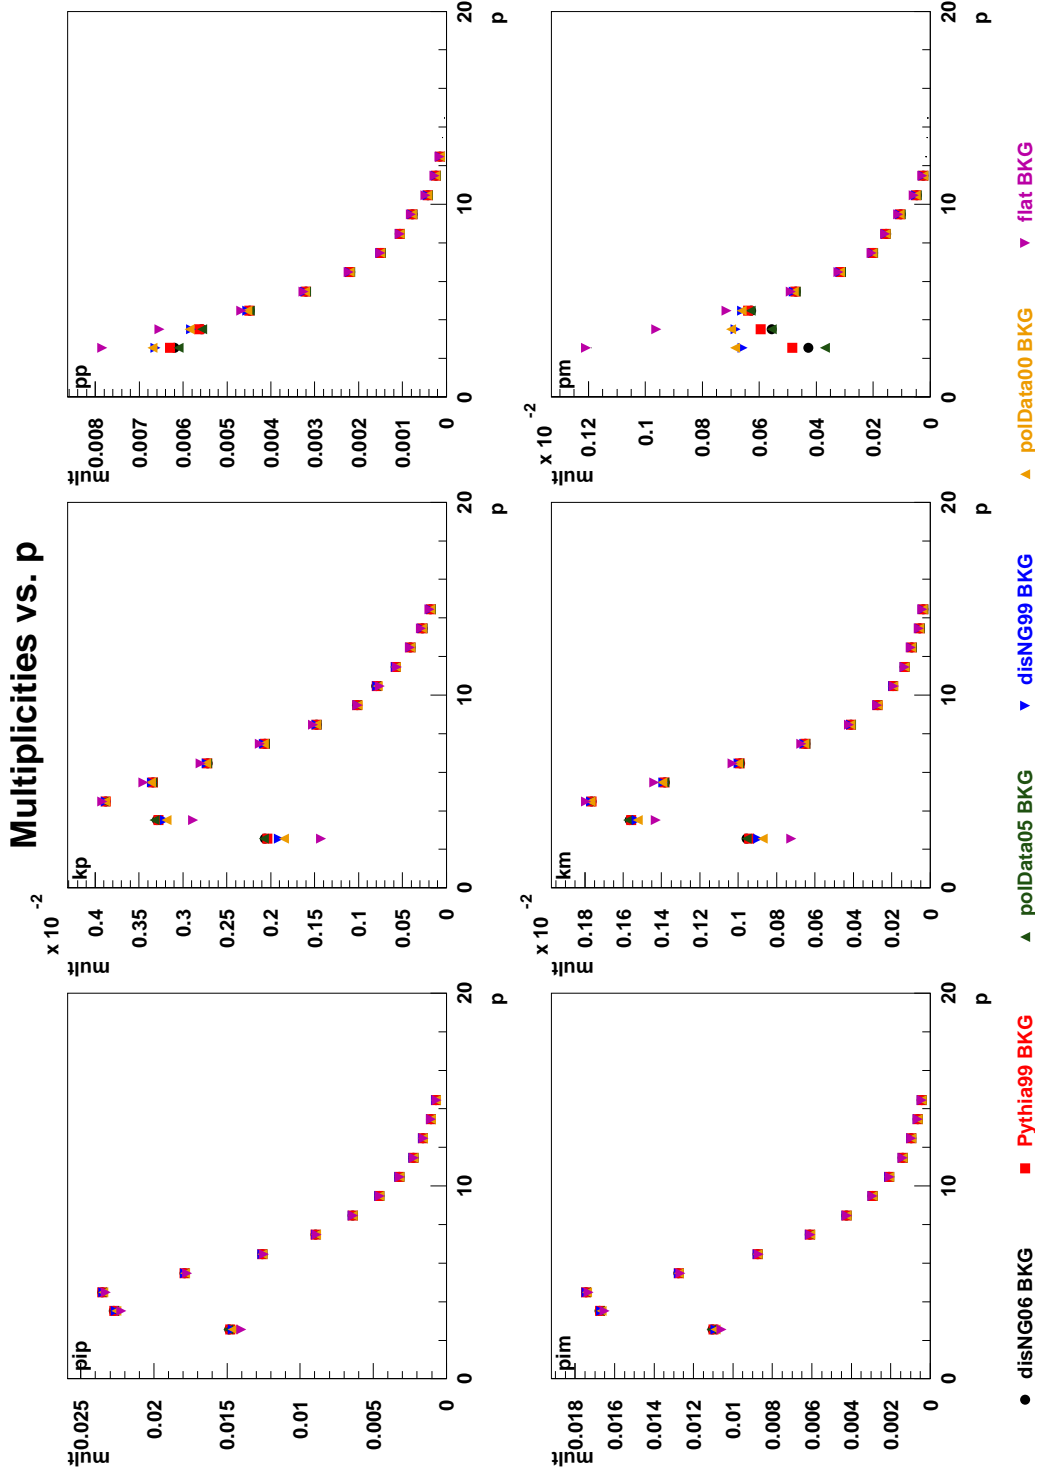 Multiplicities vs. p
mult
pip
0.025
0.02
0.015
0.01
0.005
0
0 10 20
p
x 10 -2
mult
kp
0.4
0.35
0.3
0.25
0.2
0.15
0.1
0.05
0
0 10 20
p
mult
pp
0.008
0.007
0.006
0.005
0.004
0.003
0.002
0.001
0
0 10 20
p
mult
pim
0.018
0.016
0.014
0.012
0.01
0.008
0.006
0.004
0.002
0
0 10 20
p
x 10 -2
mult
km
0.18
0.16
0.14
0.12
0.1
0.08
0.06
0.04
0.02
0
0 10 20
p
x 10 -2
mult
pm
0.12
0.1
0.08
0.06
0.04
0.02
0
0 10 20
p
disNG06 BKG Pythia99 BKG polData05 BKG disNG99 BKG polData00 BKG flat BKG